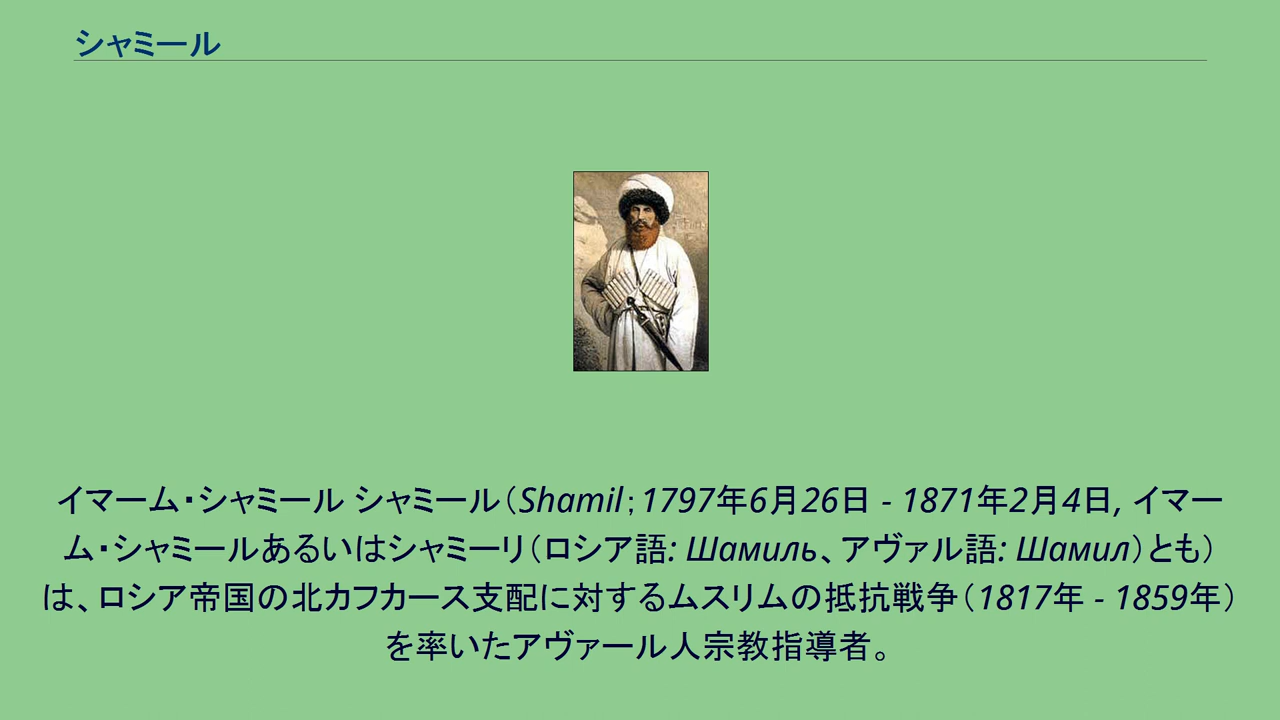 シャミール
イマーム・シャミール シャミール（Shamil；1797年6月26日 - 1871年2月4日, イマー
ム・シャミールあるいはシャミーリ（ロシア語: Шамиль、アヴァル語: Шамил）とも）
は、ロシア帝国の北カフカース支配に対するムスリムの抵抗戦争（1817年 - 1859年）
を率いたアヴァール人宗教指導者。